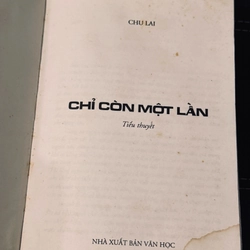 CHU LAI
CHỈ CÒN MỘT LẦN
Tiểu thuyết
NHÀ XUẤT BẢN VĂN HỌC